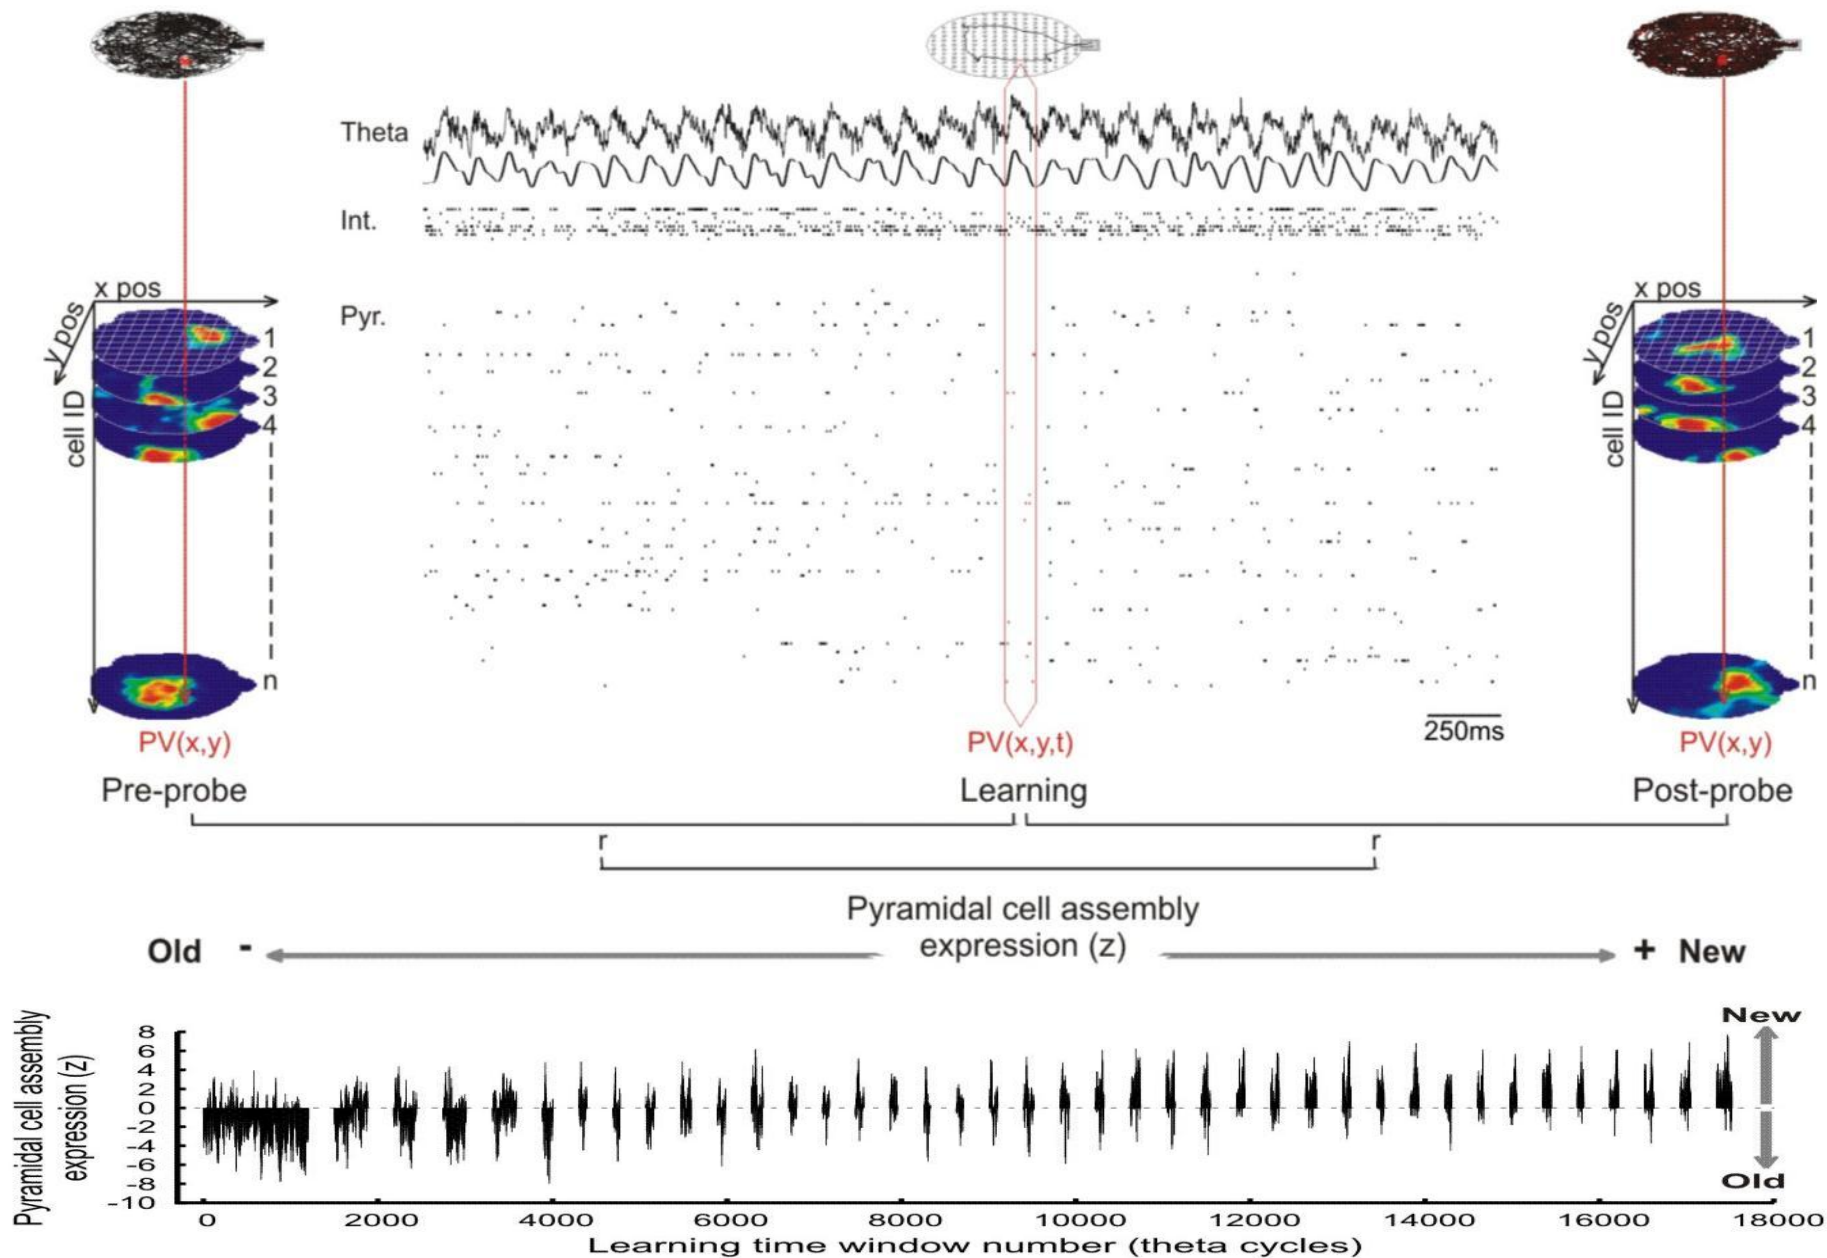 Theta
Int.
Pyr.
250ms
x pos
y pos
cell ID
1
2
3
4
n
PV(x,y)
Pre-probe
PV(x,y,t)
Learning
x pos
y pos
cell ID
1
2
3
4
n
PV(x,y)
Post-probe
r
r
Pyramidal cell assembly
expression (z)
Old -
+ New
Pyramidal cell assembly
expression (z)
8
6
4
2
0
-2
-4
-6
-8
-10
0 2000 4000 6000 8000 10000 12000 14000 16000 18000
Learning time window number (theta cycles)
New
Old